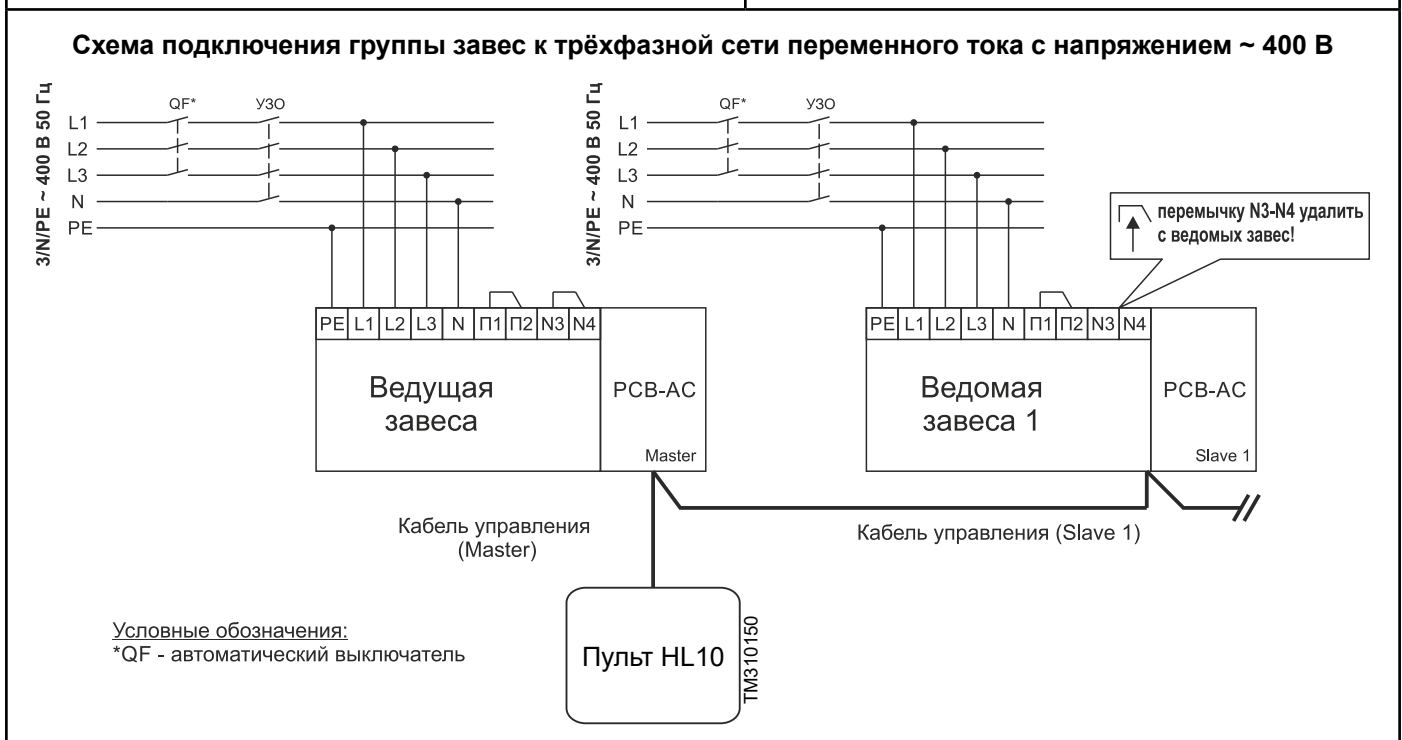 Схема подключения группы завес к трёхфазной сети переменного тока с напряжением ~ 400 В
3/N/PE ~ 400 В 50 Гц
QF*
УЗО
L1
L2
L3
N
PE
3/N/PE ~ 400 В 50 Гц
QF*
УЗО
L1
L2
L3
N
PE
перемычку N3-N4 удалить
с ведомых завес!
PE L1 L2 L3 N П1 П2 N3 N4
Ведущая
завеса
PCB-AC
Master
PE L1 L2 L3 N П1 П2 N3 N4
Ведомая
завеса 1
PCB-AC
Slave 1
Кабель управления
(Master)
Кабель управления (Slave 1)
Условные обозначения:
*QF - автоматический выключатель
Пульт HL10
TM310150